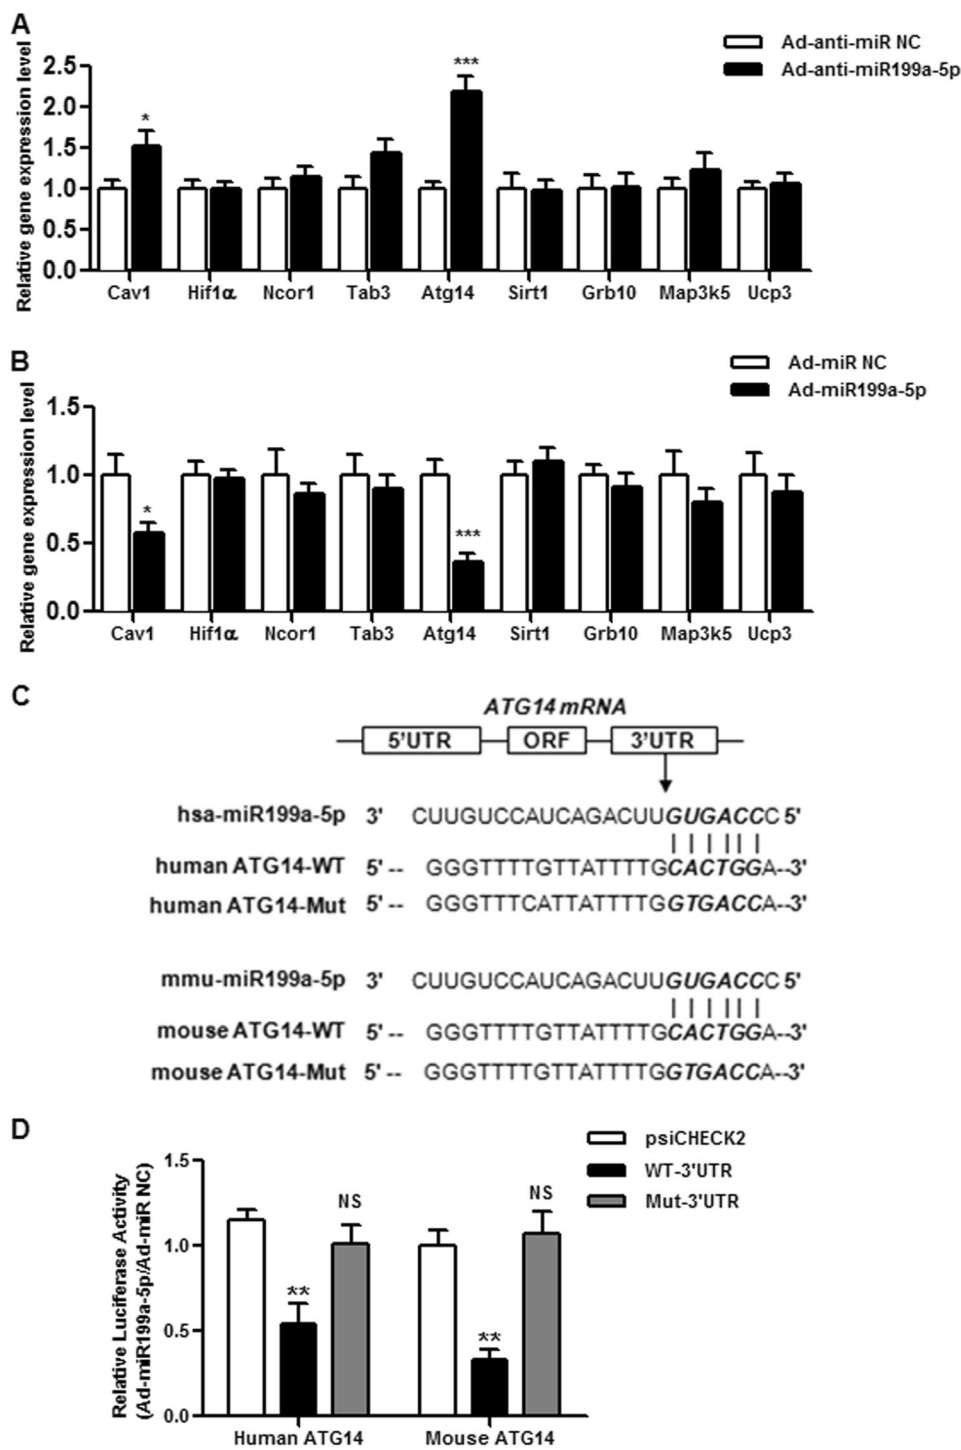 A
Relative gene expression level
Ad-anti-miR NC
Ad-anti-miR199a-5p
2.5
2.0
1.5
1.0
0.5
0.0
*
***
Cav1 Hif1α Ncor1 Tab3 Atg14 Sirt1 Grb10 Map3k5 Ucp3
B
Relative gene expression level
Ad-miR NC
Ad-miR199a-5p
1.5
1.0
0.5
0.0
*
***
Cav1 Hif1α Ncor1 Tab3 Atg14 Sirt1 Grb10 Map3k5 Ucp3
C
ATG14 mRNA
5'UTR ORF 3'UTR
hsa-miR199a-5p 3' CUUGUCCAUCAGACUUGUGACCC 5'
human ATG14-WT 5' -- GGGTTTTGTTATTTTGCACTGGA--3'
human ATG14-Mut 5' -- GGGTTTCATTATTTTGGTGACCA--3'
mmu-miR199a-5p 3' CUUGUCCAUCAGACUUGUGACCC 5'
mouse ATG14-WT 5' -- GGGTTTTGTTATTTTGCACTGGA--3'
mouse ATG14-Mut 5' -- GGGTTTTGTTATTTTGGTGACCA--3'
D
Relative Luciferase Activity
(Ad-miR199a-5p/Ad-miR NC)
psiCHECK2
WT-3'UTR
Mut-3'UTR
1.5
1.0
0.5
0.0
**
NS
**
NS
Human ATG14 Mouse ATG14